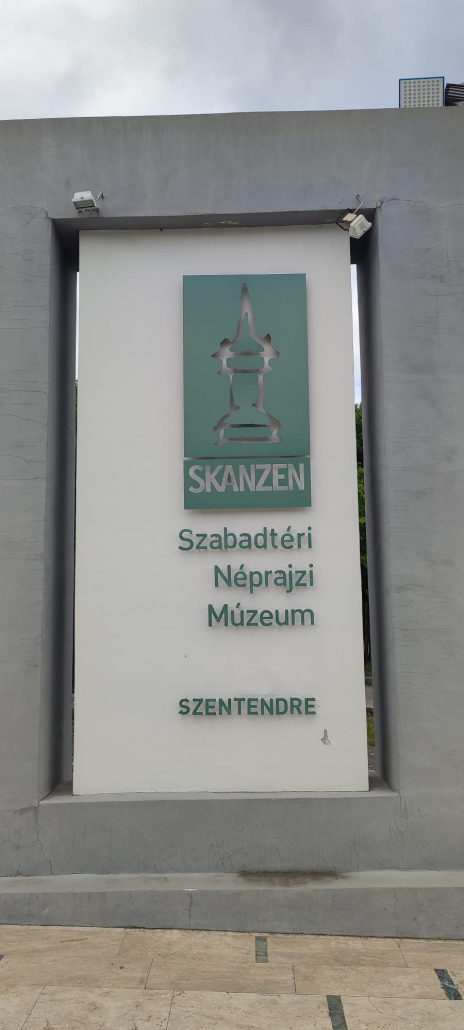 SKANZEN
Szabadtéri
Néprajzi
Múzeum
SZENTENDRE